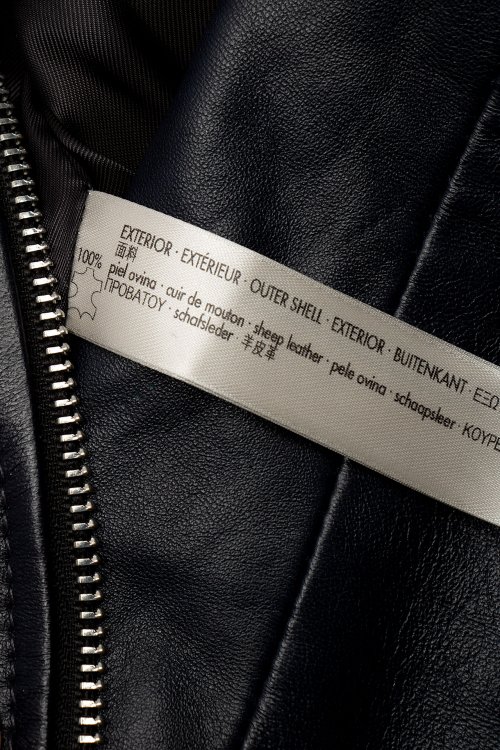 EXTERIOR · EXTÉRIEUR · OUTER SHELL · EXTERIOR · BUITENKANT · ΕΞΩ
面料
100% piel ovina · cuir de mouton · sheep leather · pele ovina · schaapsleer · ΚΟΥΡΕ
ΠΡΟΒΑΤΟΥ · schafsleder · 羊皮革